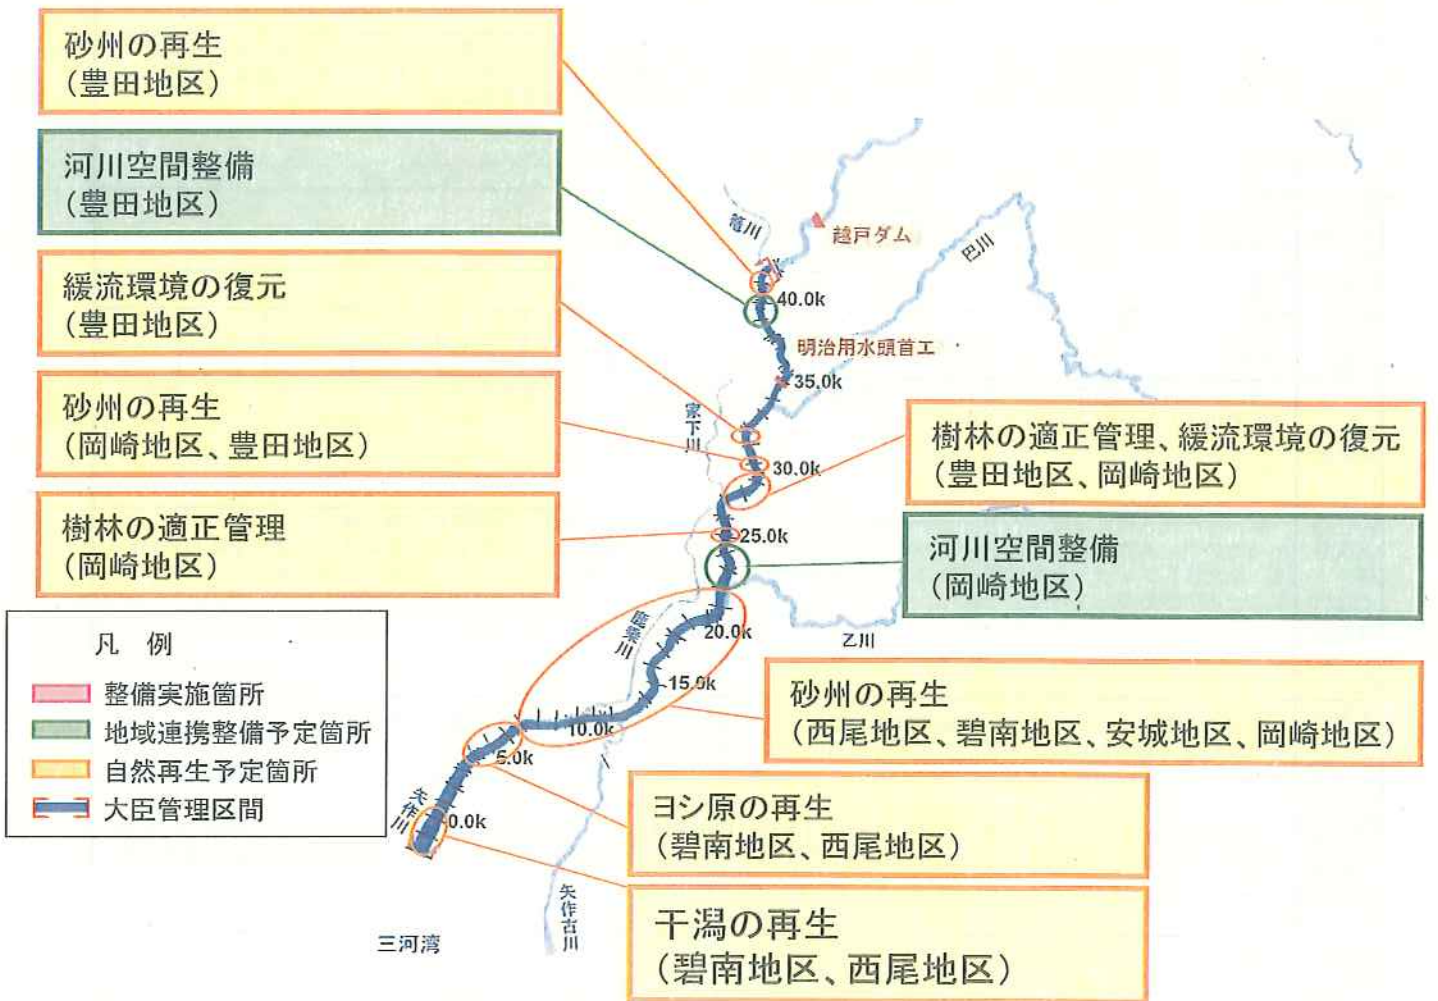 砂州の再生
（豊田地区）
河川空間整備
（豊田地区）
緩流環境の復元
（豊田地区）
砂州の再生
（岡崎地区、豊田地区）
樹林の適正管理
（岡崎地区）
籠川
越戸ダム
巴川
40.0k
明治用水頭首工
35.0k
家下川
30.0k
樹林の適正管理、緩流環境の復元
（豊田地区、岡崎地区）
25.0k
河川空間整備
（岡崎地区）
20.0k
乙川
鹿乗川
15.0k
砂州の再生
（西尾地区、碧南地区、安城地区、岡崎地区）
10.0k
5.0k
ヨシ原の再生
（碧南地区、西尾地区）
矢作川
0.0k
干潟の再生
（碧南地区、西尾地区）
矢作古川
三河湾
凡 例
整備実施箇所
地域連携整備予定箇所
自然再生予定箇所
大臣管理区間